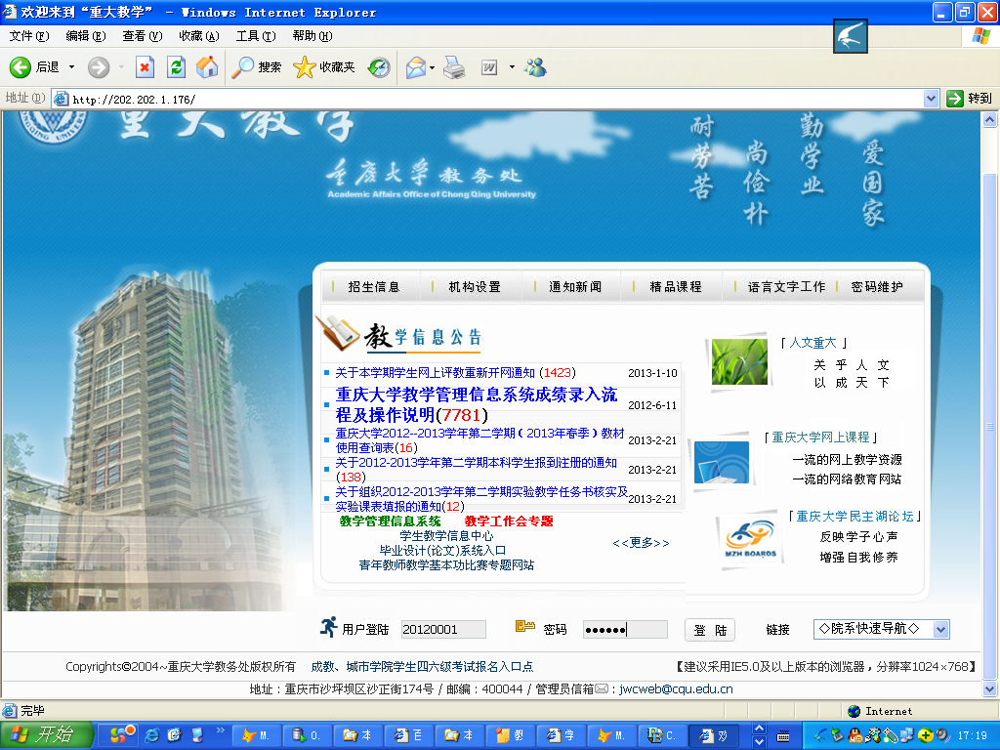 欢迎来到“重大教学” - Windows Internet Explorer
文件(F) 编辑(E) 查看(V) 收藏(A) 工具(T) 帮助(H)
后退 搜索 收藏夹
地址(D) http://202.202.1.176/ 转到
重大教学
重庆大学教务处
Academic Affairs Office of Chong Qing University
耐劳苦
尚俭朴
勤学业
爱国家
招生信息 机构设置 通知新闻 精品课程 语言文字工作 密码维护
教学信息公告
关于本学期学生网上评教重新开网通知 (1423) 2013-1-10
重庆大学教学管理信息系统成绩录入流
程及操作说明(7781) 2012-6-11
重庆大学2012--2013学年第二学期(2013年春季)教材
使用查询表(16) 2013-2-21
关于2012-2013学年第二学期本科学生报到注册的通知
(138) 2013-2-21
关于组织2012-2013学年第二学期实验教学任务书核实及
实验课表填报的通知(12) 2013-2-21
教学管理信息系统 教学工作会专题
学生教学信息中心
毕业设计(论文)系统入口
青年教师教学基本功比赛专题网站
<<更多>>
「人文重大」
关乎人文
以成天下
「重庆大学网上课程」
一流的网上教学资源
一流的网络教育网站
「重庆大学民主湖论坛」
反映学子心声
增强自我修养
MZH BOARDS
用户登陆 20120001 密码 ●●●●●● 登 陆 链接 ◇院系快速导航◇
Copyrights©2004~重庆大学教务处版权所有 成教、城市学院学生四六级考试报名入口点 【建议采用IE5.0及以上版本的浏览器，分辨率1024×768】
地址：重庆市沙坪坝区沙正街174号 / 邮编：400044 / 管理员信箱：jwcweb@cqu.edu.cn
完毕 Internet
开始 M. O. 本 E 本 教 学 M. C. 欢 17:19